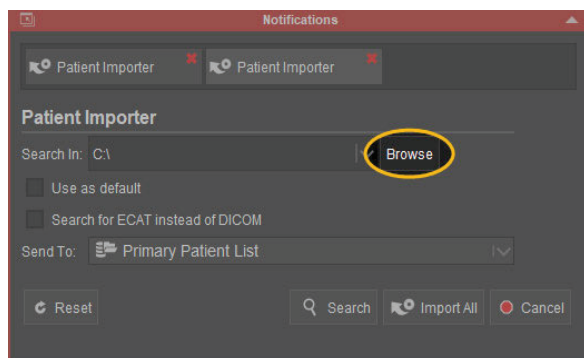 Notifications
Patient Importer Patient Importer
Patient Importer
Search In: C:\ Browse
Use as default
Search for ECAT instead of DICOM
Send To: Primary Patient List
Reset Search Import All Cancel